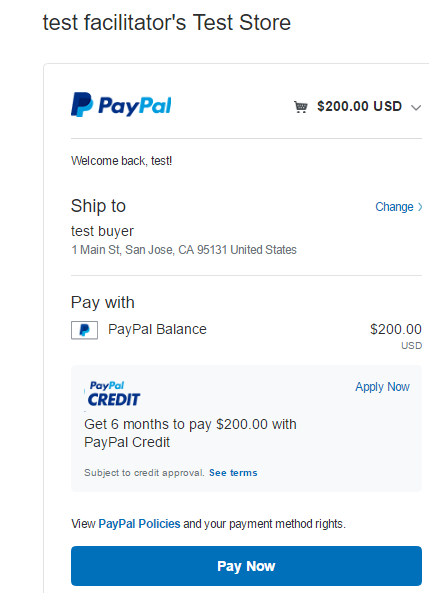 test facilitator's Test Store
PayPal $200.00 USD
Welcome back, test!
Ship to Change
test buyer
1 Main St, San Jose, CA 95131 United States
Pay with
PayPal Balance $200.00
USD
PayPal Apply Now
CREDIT
Get 6 months to pay $200.00 with
PayPal Credit
Subject to credit approval. See terms
View PayPal Policies and your payment method rights.
Pay Now